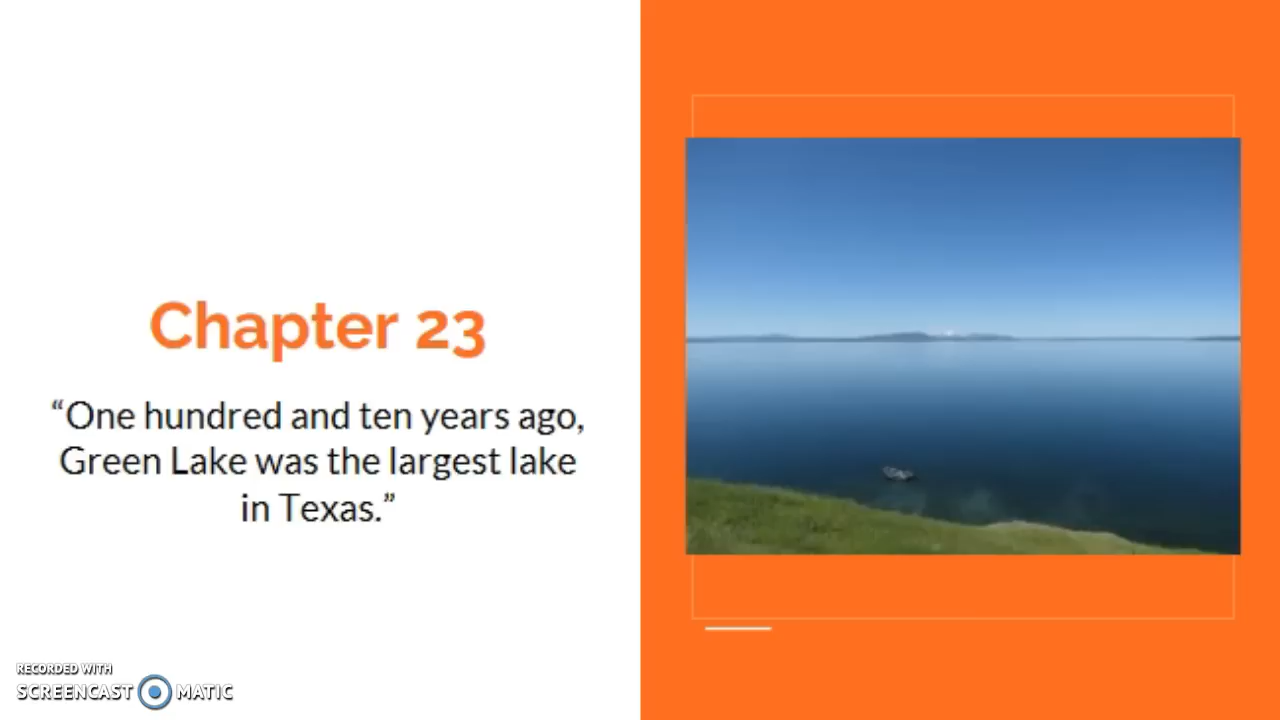 Chapter 23
“One hundred and ten years ago,
Green Lake was the largest lake
in Texas.”
RECORDED WITH
SCREENCAST MATIC